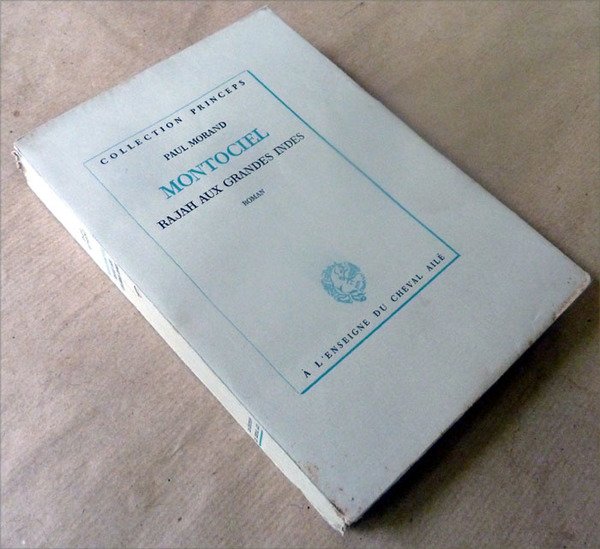 COLLECTION PRINCEPS
PAUL MORAND
MONTOCIEL
RAJAH AUX GRANDES INDES
ROMAN
À L'ENSEIGNE DU CHEVAL AILÉ